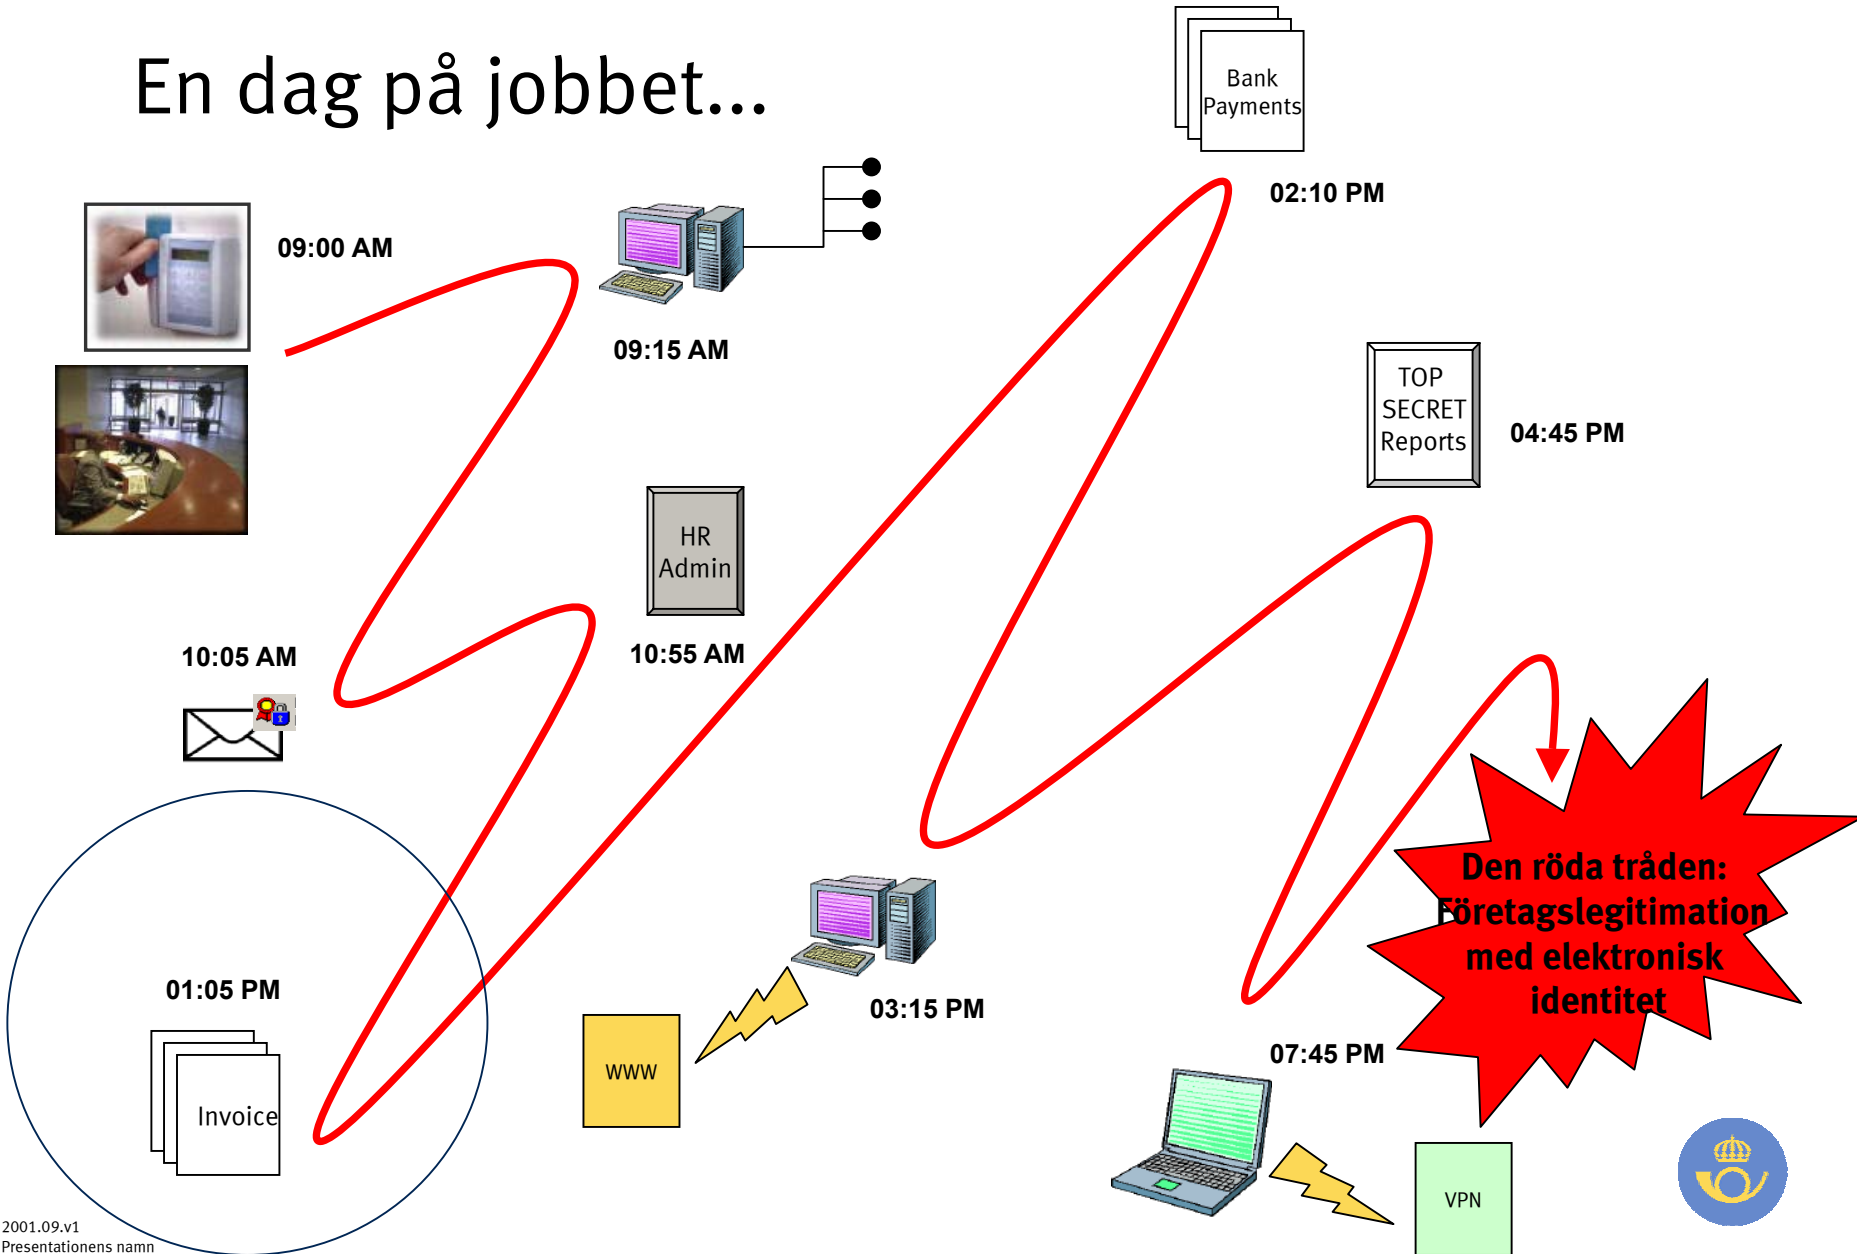 En dag på jobbet...
Bank
Payments
02:10 PM
09:00 AM
09:15 AM
TOP
SECRET
Reports
04:45 PM
HR
Admin
10:05 AM
10:55 AM
Den röda tråden:
Företagslegitimation
med elektronisk
identitet
01:05 PM
03:15 PM
WWW
07:45 PM
Invoice
VPN
2001.09.v1
Presentationens namn